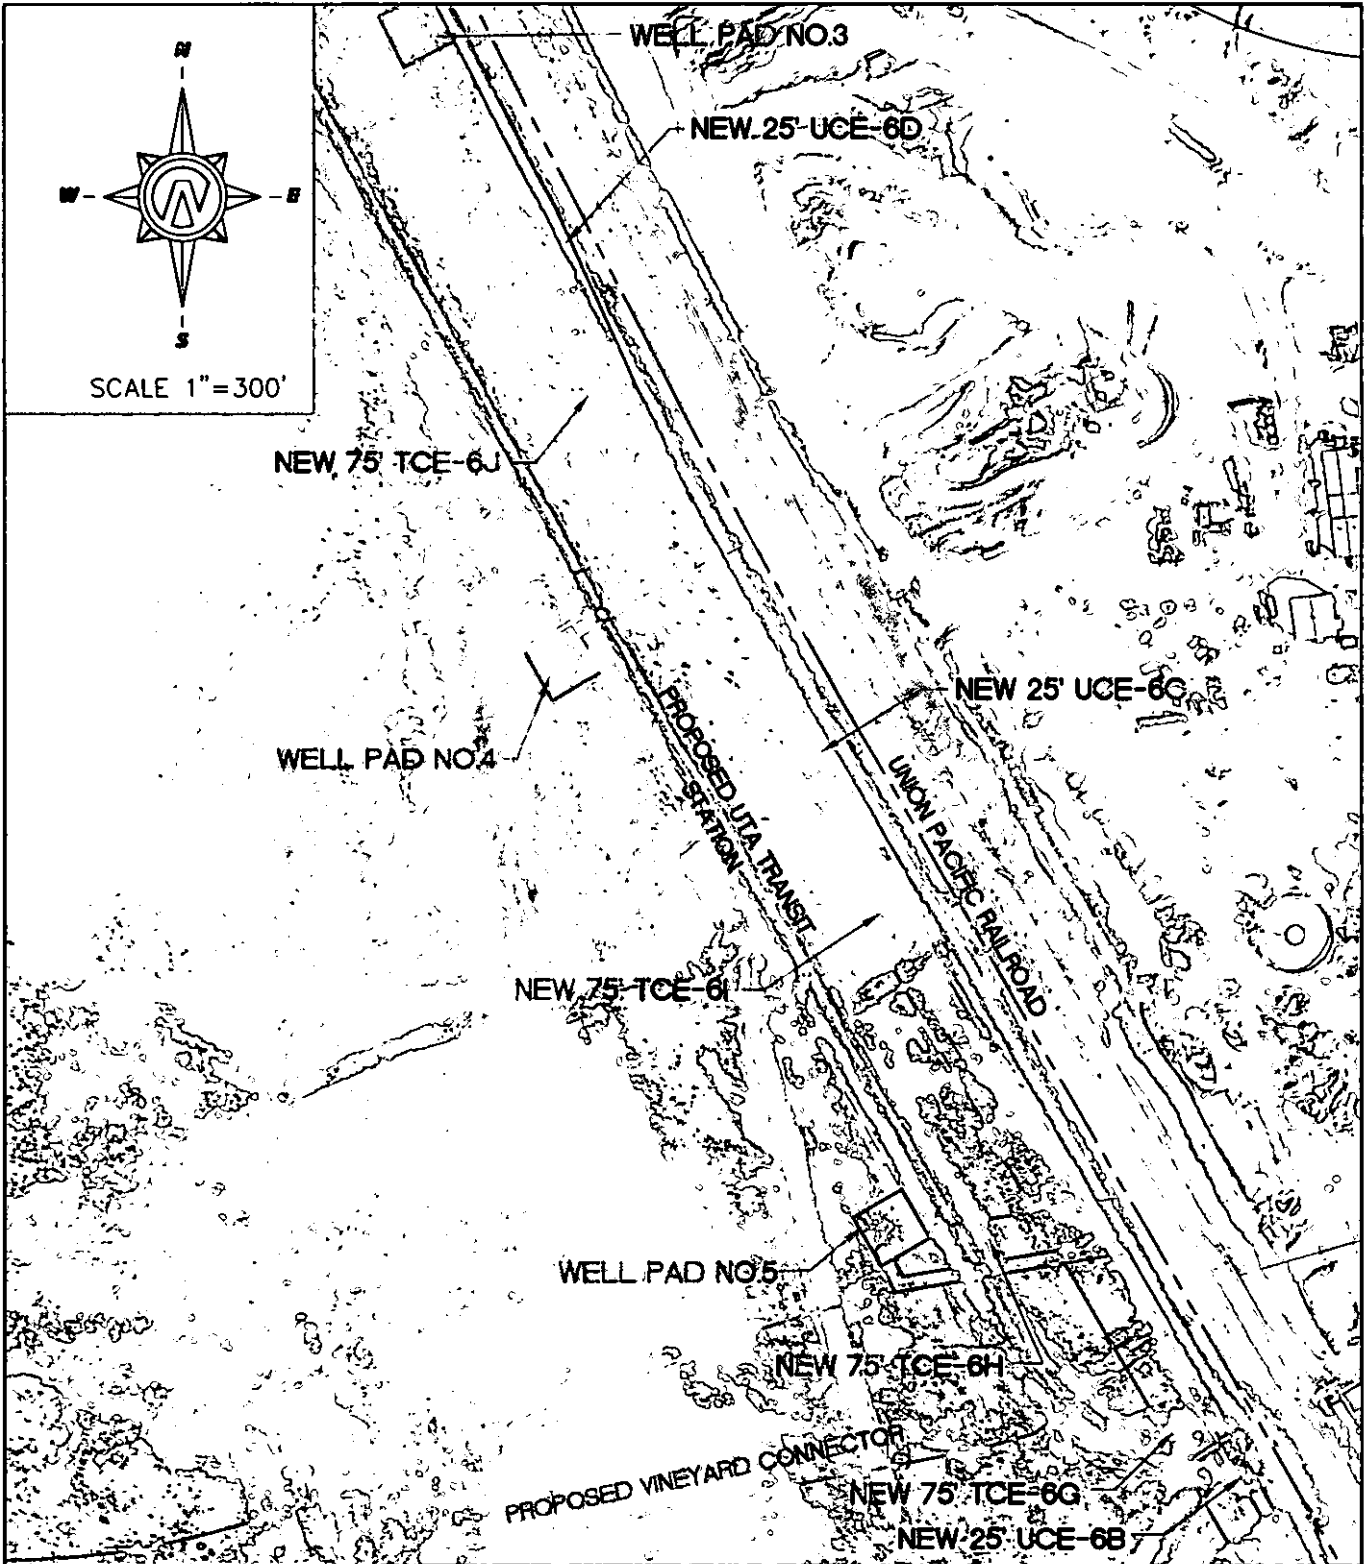 N
W
E
S
SCALE 1"=300'
WELL PAD NO.3
NEW 25' UCE-6D
NEW 75' TCE-6J
NEW 25' UCE-6C
WELL PAD NO.4
PROPOSED UTA TRANSIT
STATION
UNION PACIFIC RAILROAD
NEW 75' TCE-6I
WELL PAD NO.5
NEW 75' TCE-6H
PROPOSED VINEYARD CONNECTOR
NEW 75' TCE-6G
NEW 25' UCE-6B